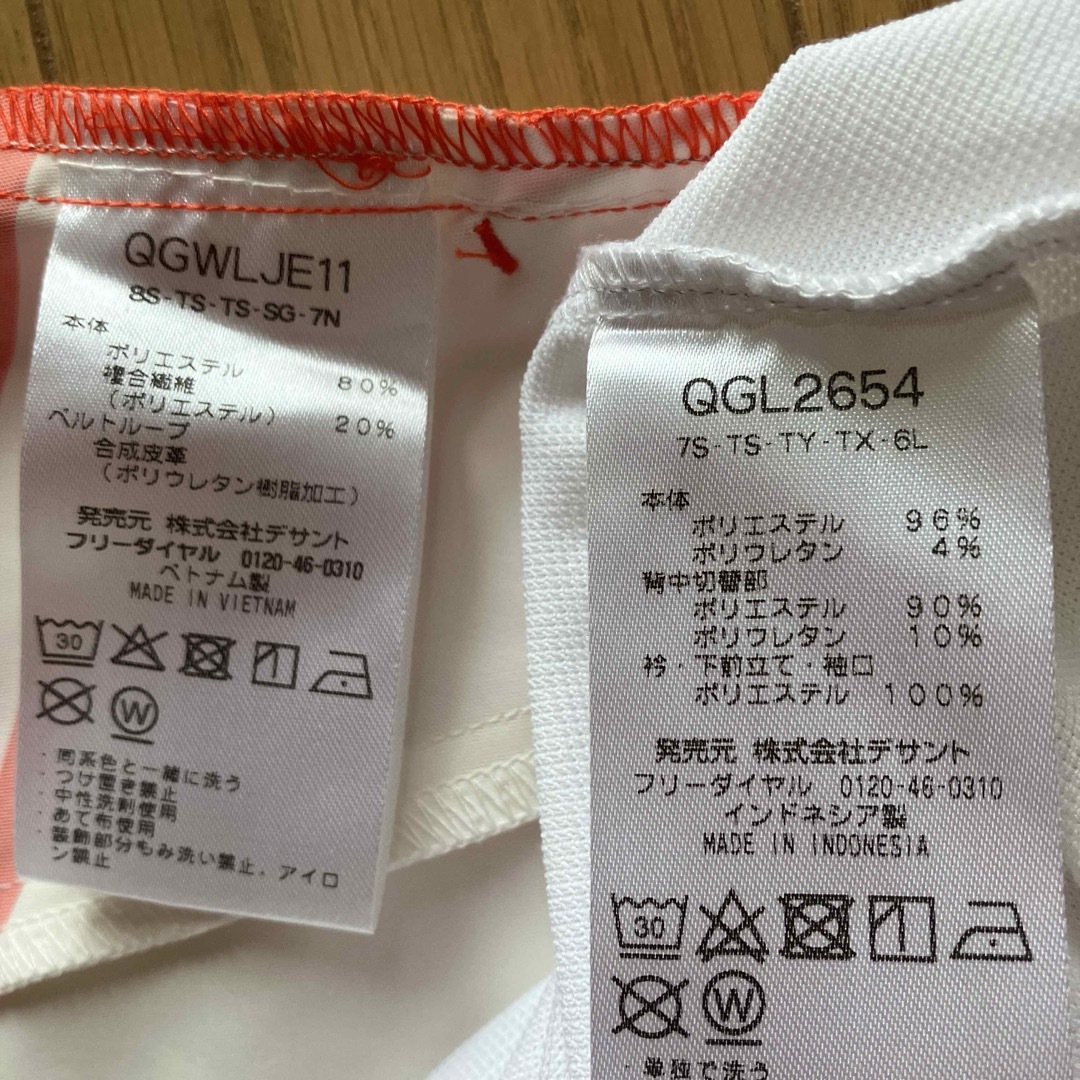 QGWLJE11
8S-TS-TS-SG-7N
本体
ポリエステル 80%
複合繊維
(ポリエステル) 20%
ベルトループ
合成皮革
(ポリウレタン樹脂加工)
発売元 株式会社デサント
フリーダイヤル 0120-46-0310
ベトナム製
MADE IN VIETNAM
30
W
・同系色と一緒に洗う
・つけ置き禁止
・中性洗剤使用
・あて布使用
・装飾部分もみ洗い禁止、アイロ
ン禁止
QGL2654
7S-TS-TY-TX-6L
本体
ポリエステル 96%
ポリウレタン 4%
背中切替部
ポリエステル 90%
ポリウレタン 10%
衿・下前立て・袖口
ポリエステル 100%
発売元 株式会社デサント
フリーダイヤル 0120-46-0310
インドネシア製
MADE IN INDONESIA
30
W
・単独で洗う